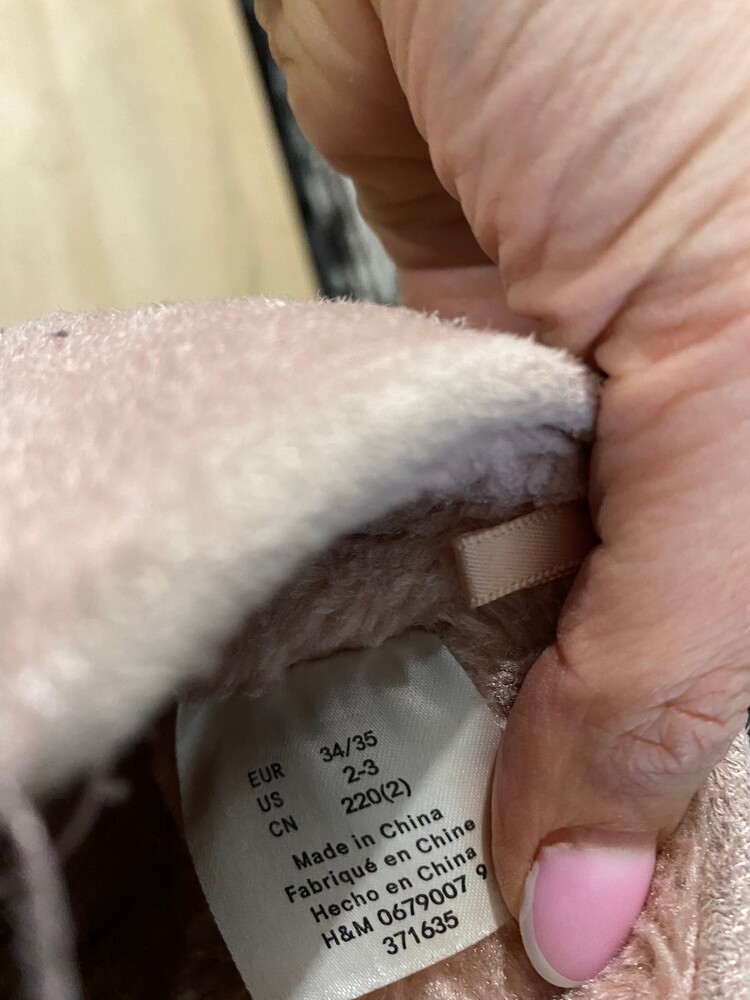 EUR 34/35
US 2-3
CN 220(2)
Made in China
Fabriqué en Chine
Hecho en China
H&M 0679007 9
371635